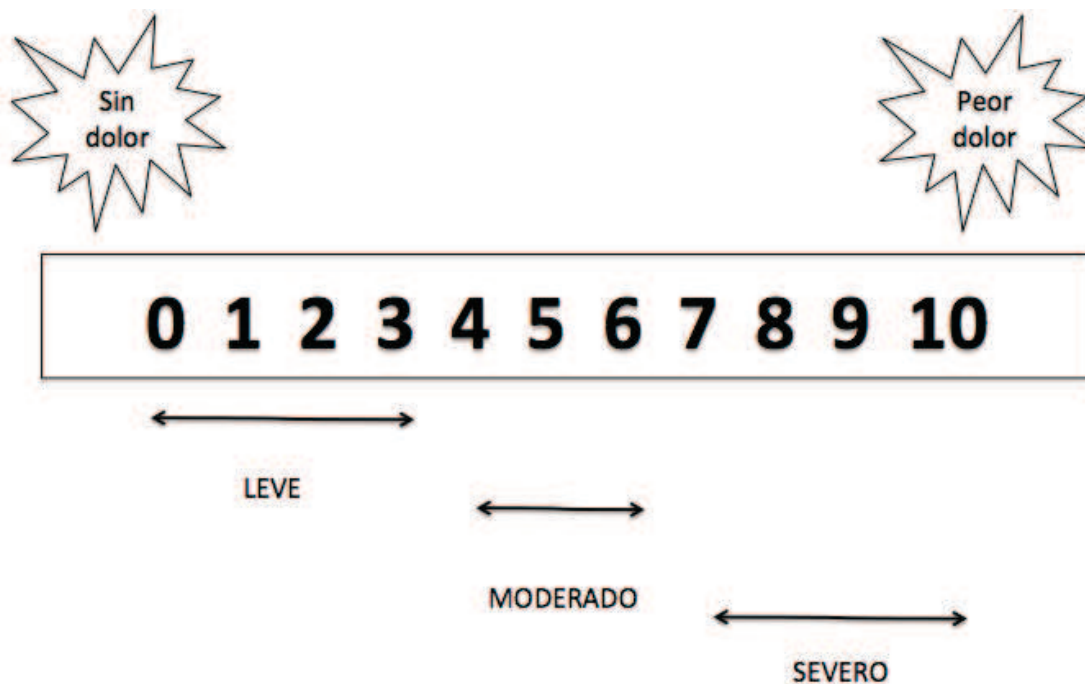 Sin
dolor
Peor
dolor
0 1 2 3 4 5 6 7 8 9 10
LEVE
MODERADO
SEVERO